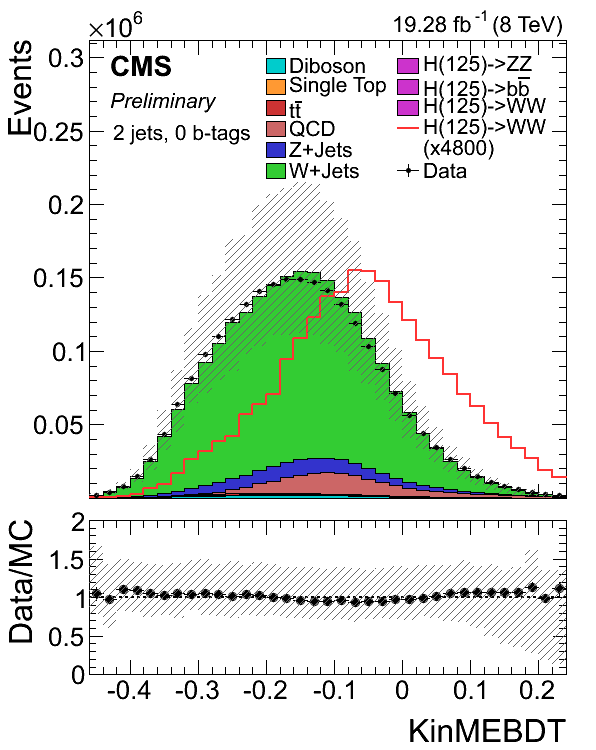 ×10⁶
19.28 fb⁻¹ (8 TeV)
Events
0.3
0.25
0.2
0.15
0.1
0.05
CMS
Preliminary
2 jets, 0 b-tags
Diboson
Single Top
tt̅
QCD
Z+Jets
W+Jets
H(125)->ZZ
H(125)->bb̅
H(125)->WW
H(125)->WW
(x4800)
Data
Data/MC
2
1.5
1
0.5
0
-0.4 -0.3 -0.2 -0.1 0 0.1 0.2
KinMEBDT